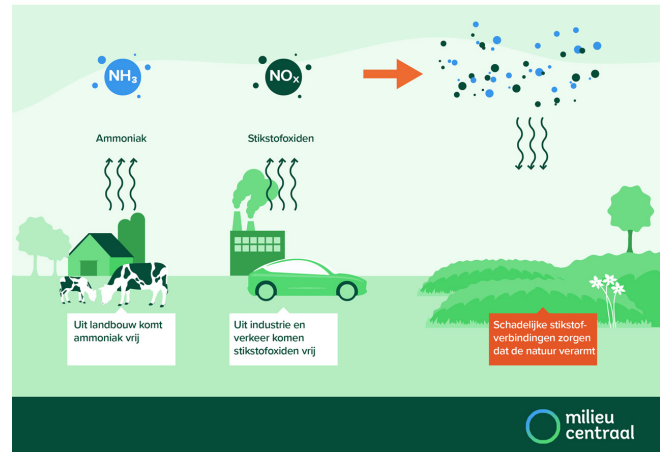 NH₃
NOₓ
Ammoniak
Stikstofoxiden
Uit landbouw komt
ammoniak vrij
Uit industrie en
verkeer komen
stikstofoxiden vrij
Schadelijke stikstof-
verbindingen zorgen
dat de natuur verarmt
milieu
centraal